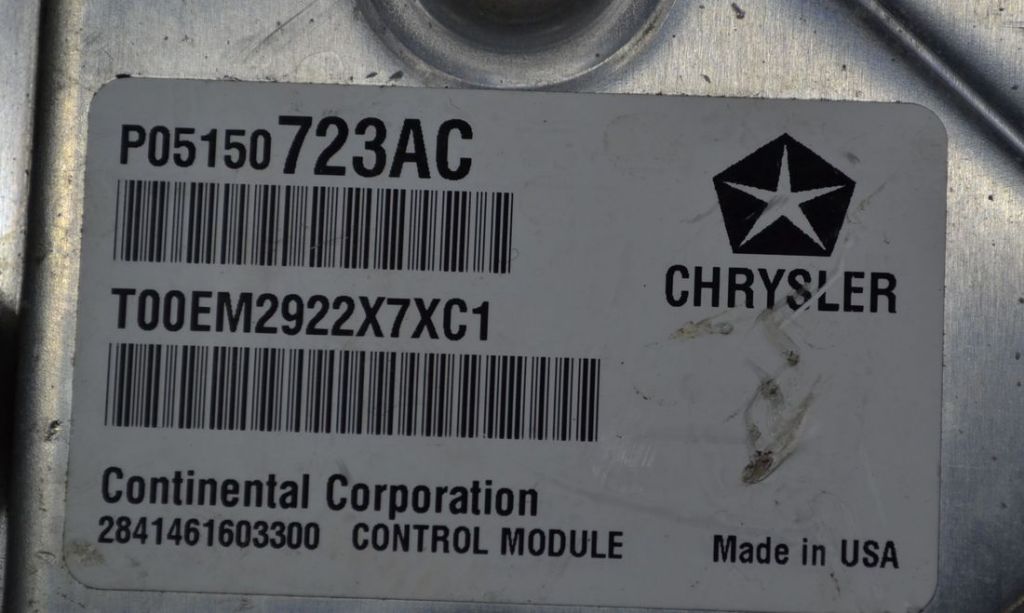 P05150723AC
CHRYSLER
T00EM2922X7XC1
Continental Corporation
2841461603300 CONTROL MODULE
Made in USA